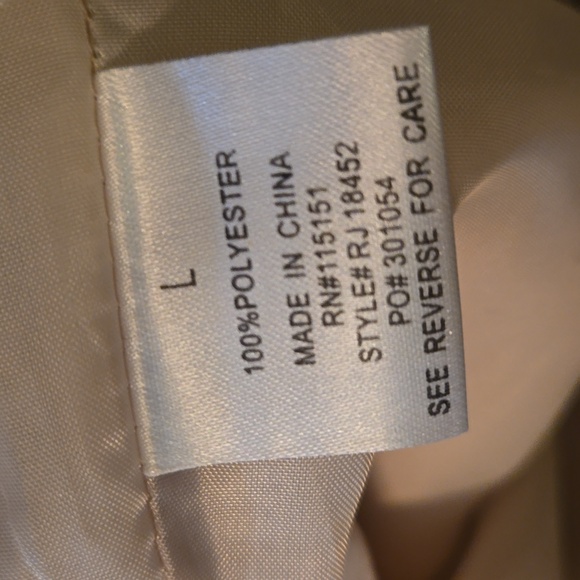 L
100%POLYESTER
MADE IN CHINA
RN#115151
STYLE# RJ 18452
PO# 301054
SEE REVERSE FOR CARE